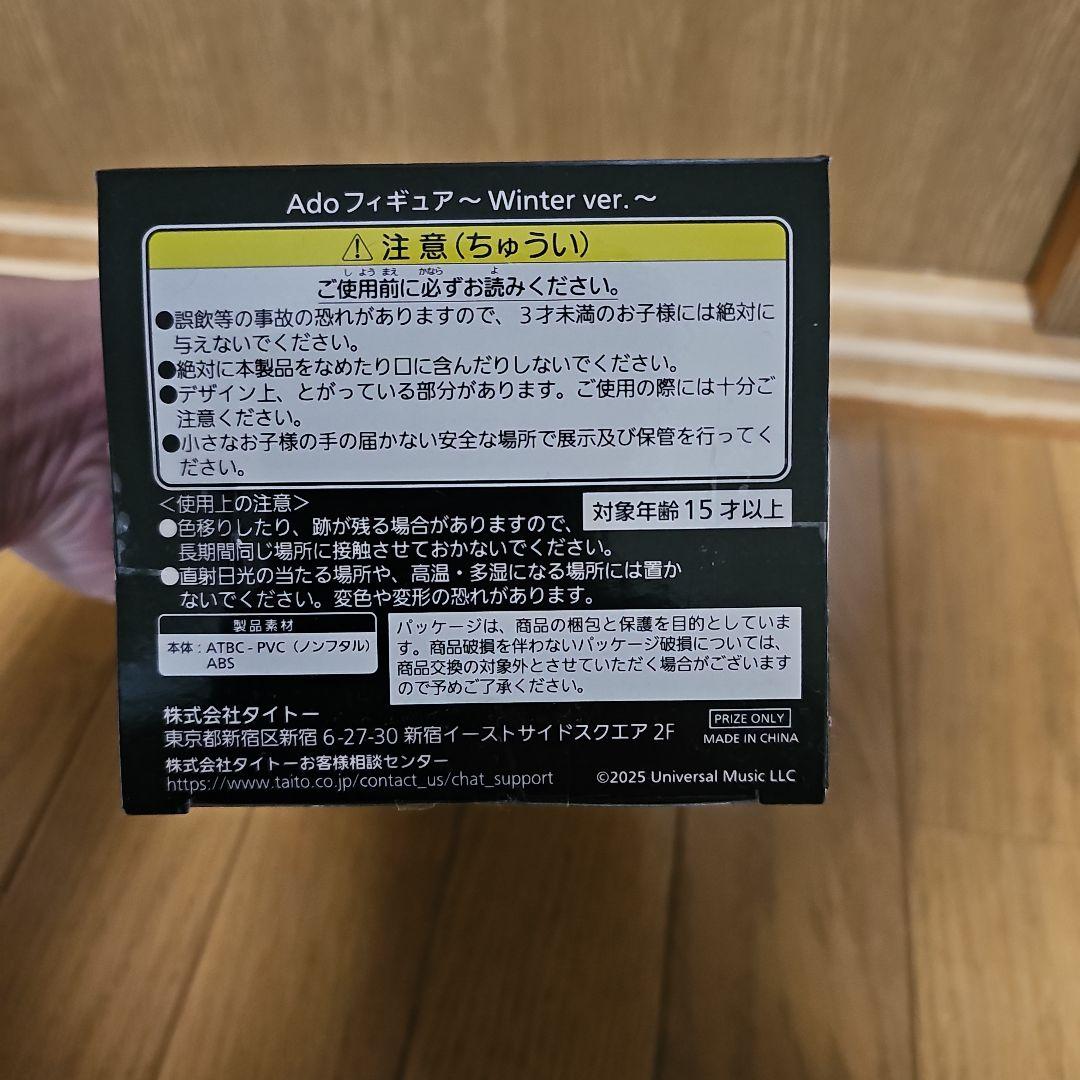 Adoフィギュア～Winter ver.～
⚠注意(ちゅうい)
ご使用前に必ずお読みください。
●誤飲等の事故の恐れがありますので、3才未満のお子様には絶対に
与えないでください。
●絶対に本製品をなめたり口に含んだりしないでください。
●デザイン上、とがっている部分があります。ご使用の際には十分ご
注意ください。
●小さなお子様の手の届かない安全な場所で展示及び保管を行ってく
ださい。
＜使用上の注意＞
対象年齢15才以上
●色移りしたり、跡が残る場合がありますので、
長期間同じ場所に接触させておかないでください。
●直射日光の当たる場所や、高温・多湿になる場所には置か
ないでください。変色や変形の恐れがあります。
製品素材
本体：ATBC-PVC（ノンフタル）
ABS
パッケージは、商品の梱包と保護を目的としていま
す。商品破損を伴わないパッケージ破損については、
商品交換の対象外とさせていただく場合がございます
ので予めご了承ください。
株式会社タイトー
東京都新宿区新宿6-27-30 新宿イーストサイドスクエア 2F
株式会社タイトーお客様相談センター
https://www.taito.co.jp/contact_us/chat_support
PRIZE ONLY
MADE IN CHINA
©2025 Universal Music LLC